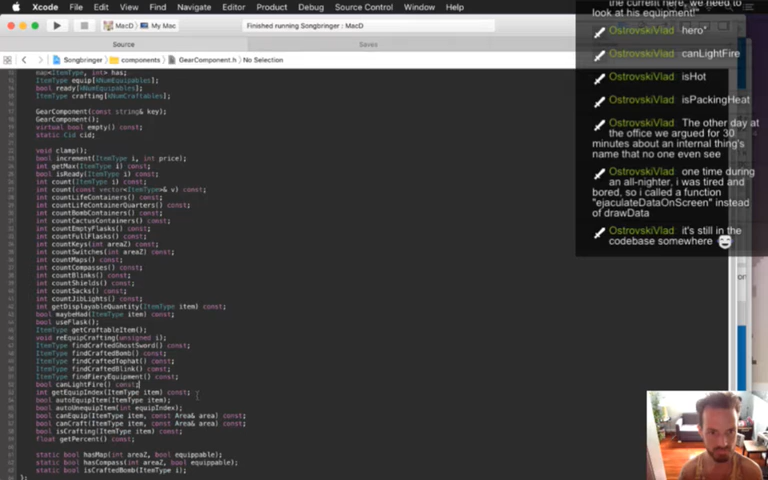 Xcode File Edit View Find Navigate Editor Product Debug Source Control Window Help
MacD My Mac Finished running Songbringer : MacD
Source Saves
Songbringer components GearComponent.h No Selection
map<ItemType, int> has;
ItemType equip[kNumEquipables];
bool ready[kNumEquipables];
ItemType crafting[kNumCraftables];
GearComponent(const string& key);
GearComponent();
virtual bool empty() const;
static Cid cid;
void clamp();
bool increment(ItemType i, int price);
int getMax(ItemType i) const;
bool isReady(ItemType i) const;
int count(ItemType i) const;
int count(const vector<ItemType>& v) const;
int countLifeContainers() const;
int countLifeContainerQuarters() const;
int countBombContainers() const;
int countCactusContainers() const;
int countEmptyFlasks() const;
int countFullFlasks() const;
int countKeys(int areaZ) const;
int countSwitches(int areaZ) const;
int countMaps() const;
int countCompasses() const;
int countBlinks() const;
int countShields() const;
int countSacks() const;
int countJibLights() const;
int getDisplayableQuantity(ItemType item) const;
bool maybeHad(ItemType item) const;
bool useFlask();
ItemType getCraftableItem();
void reEquipCrafting(unsigned i);
ItemType findCraftedGhostSword() const;
ItemType findCraftedBomb() const;
ItemType findCraftedTophat() const;
ItemType findCraftedBlink() const;
ItemType findFieryEquipment() const;
bool canLightFire() const;
int getEquipIndex(ItemType item) const;
bool autoEquipItem(ItemType item);
bool autoUnequipItem(int equipIndex);
bool canEquip(ItemType item, const Area& area) const;
bool canCraft(ItemType item, const Area& area) const;
bool isCrafting(ItemType item) const;
float getPercent() const;
static bool hasMap(int areaZ, bool equippable);
static bool hasCompass(int areaZ, bool equippable);
static bool isCraftedBomb(ItemType i);
};
the current here, we need to
look at his equipment!"
OstrovskiVlad hero*
OstrovskiVlad canLightFire
OstrovskiVlad isHot
OstrovskiVlad isPackingHeat
OstrovskiVlad The other day at
the office we argued for 30
minutes about an internal thing's
name that no one even see
OstrovskiVlad one time during
an all-nighter, i was tired and
bored, so i called a function
"ejaculateDataOnScreen" instead
of drawData
OstrovskiVlad it's still in the
codebase somewhere